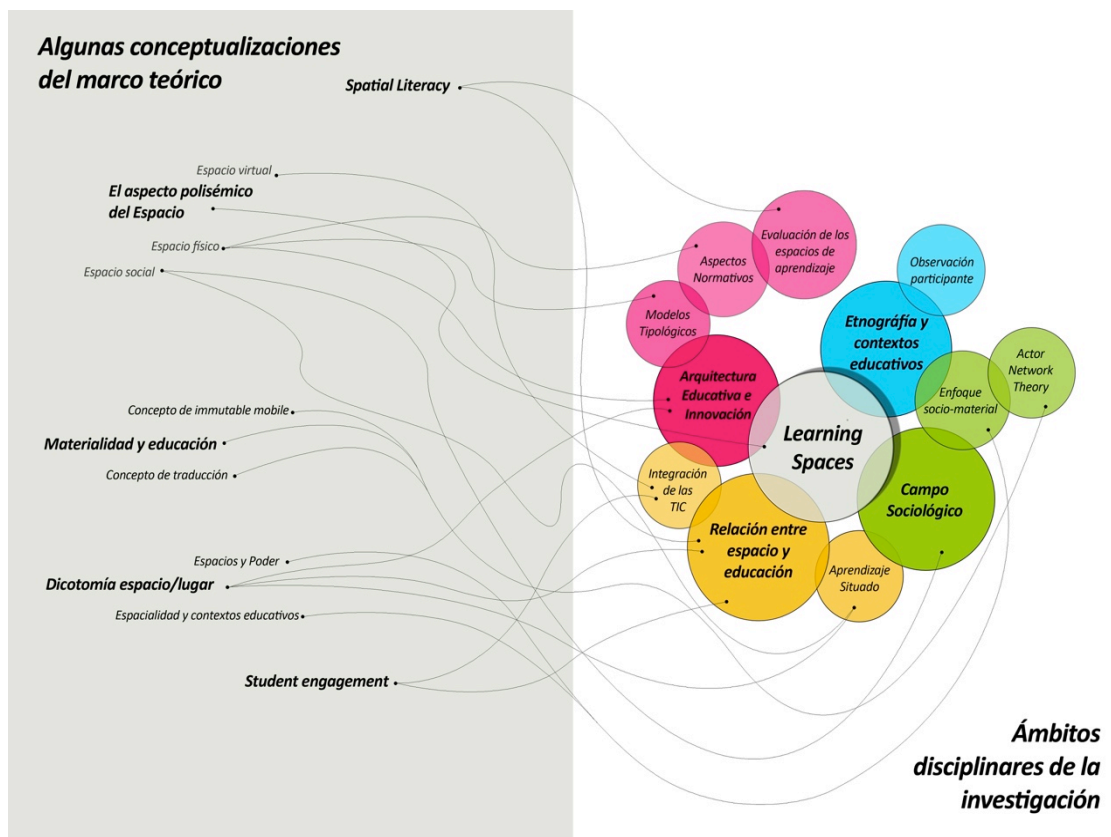 Algunas conceptualizaciones
del marco teórico
Spatial Literacy
Espacio virtual
El aspecto polisémico
del Espacio
Espacio físico
Espacio social
Concepto de immutable mobile
Materialidad y educación
Concepto de traducción
Espacios y Poder
Dicotomía espacio/lugar
Espacialidad y contextos educativos
Student engagement
Evaluación de los
espacios de
aprendizaje
Aspectos
Normativos
Modelos
Tipológicos
Arquitectura
Educativa e
Innovación
Observación
participante
Etnográfía y
contextos
educativos
Actor
Network
Theory
Enfoque
socio-material
Learning
Spaces
Campo
Sociológico
Integración
de las
TIC
Relación entre
espacio y
educación
Aprendizaje
Situado
Ámbitos
disciplinares de la
investigación